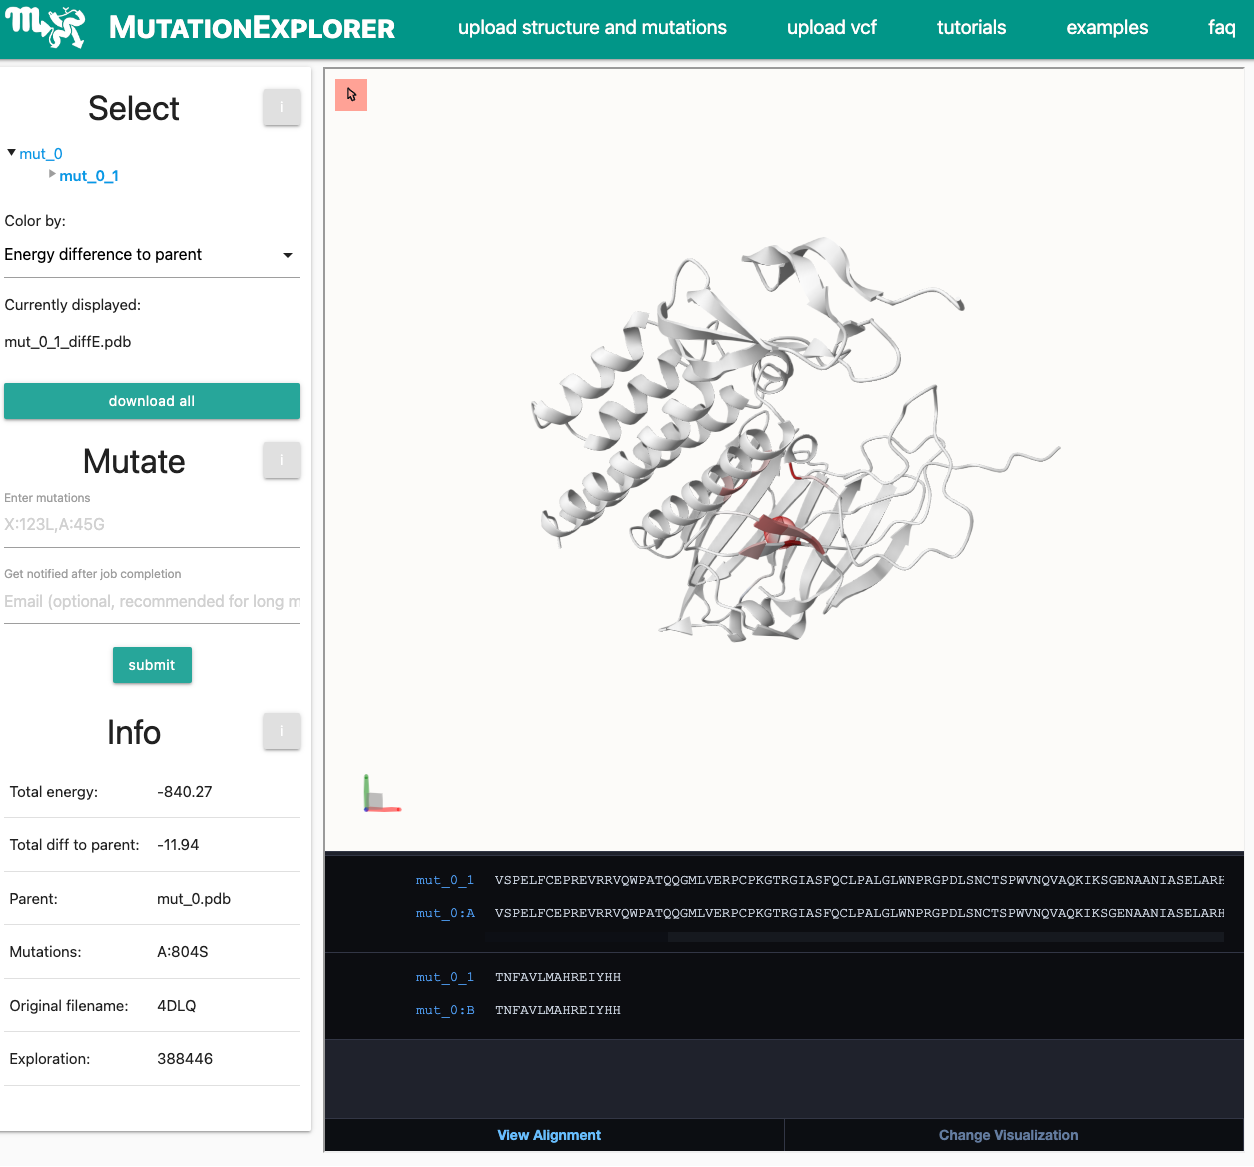 MUTATIONEXPLORER
upload structure and mutations
upload vcf
tutorials
examples
faq
Select
i
mut_0
mut_0_1
Color by:
Energy difference to parent
Currently displayed:
mut_0_1_diffE.pdb
download all
Mutate
i
Enter mutations
X:123L,A:45G
Get notified after job completion
Email (optional, recommended for long m
submit
Info
i
Total energy: -840.27
Total diff to parent: -11.94
Parent: mut_0.pdb
Mutations: A:804S
Original filename: 4DLQ
Exploration: 388446
mut_0_1 VSPELFCEPREVRRVQWPATQQGMLVERPCPKGTRGIASFQCLPALGLWNPRGPDLSNCTSPWVNQVAQKIKSGENAANIASELARH
mut_0:A VSPELFCEPREVRRVQWPATQQGMLVERPCPKGTRGIASFQCLPALGLWNPRGPDLSNCTSPWVNQVAQKIKSGENAANIASELARH
mut_0_1 TNFAVLMAHREIYHH
mut_0:B TNFAVLMAHREIYHH
View Alignment
Change Visualization